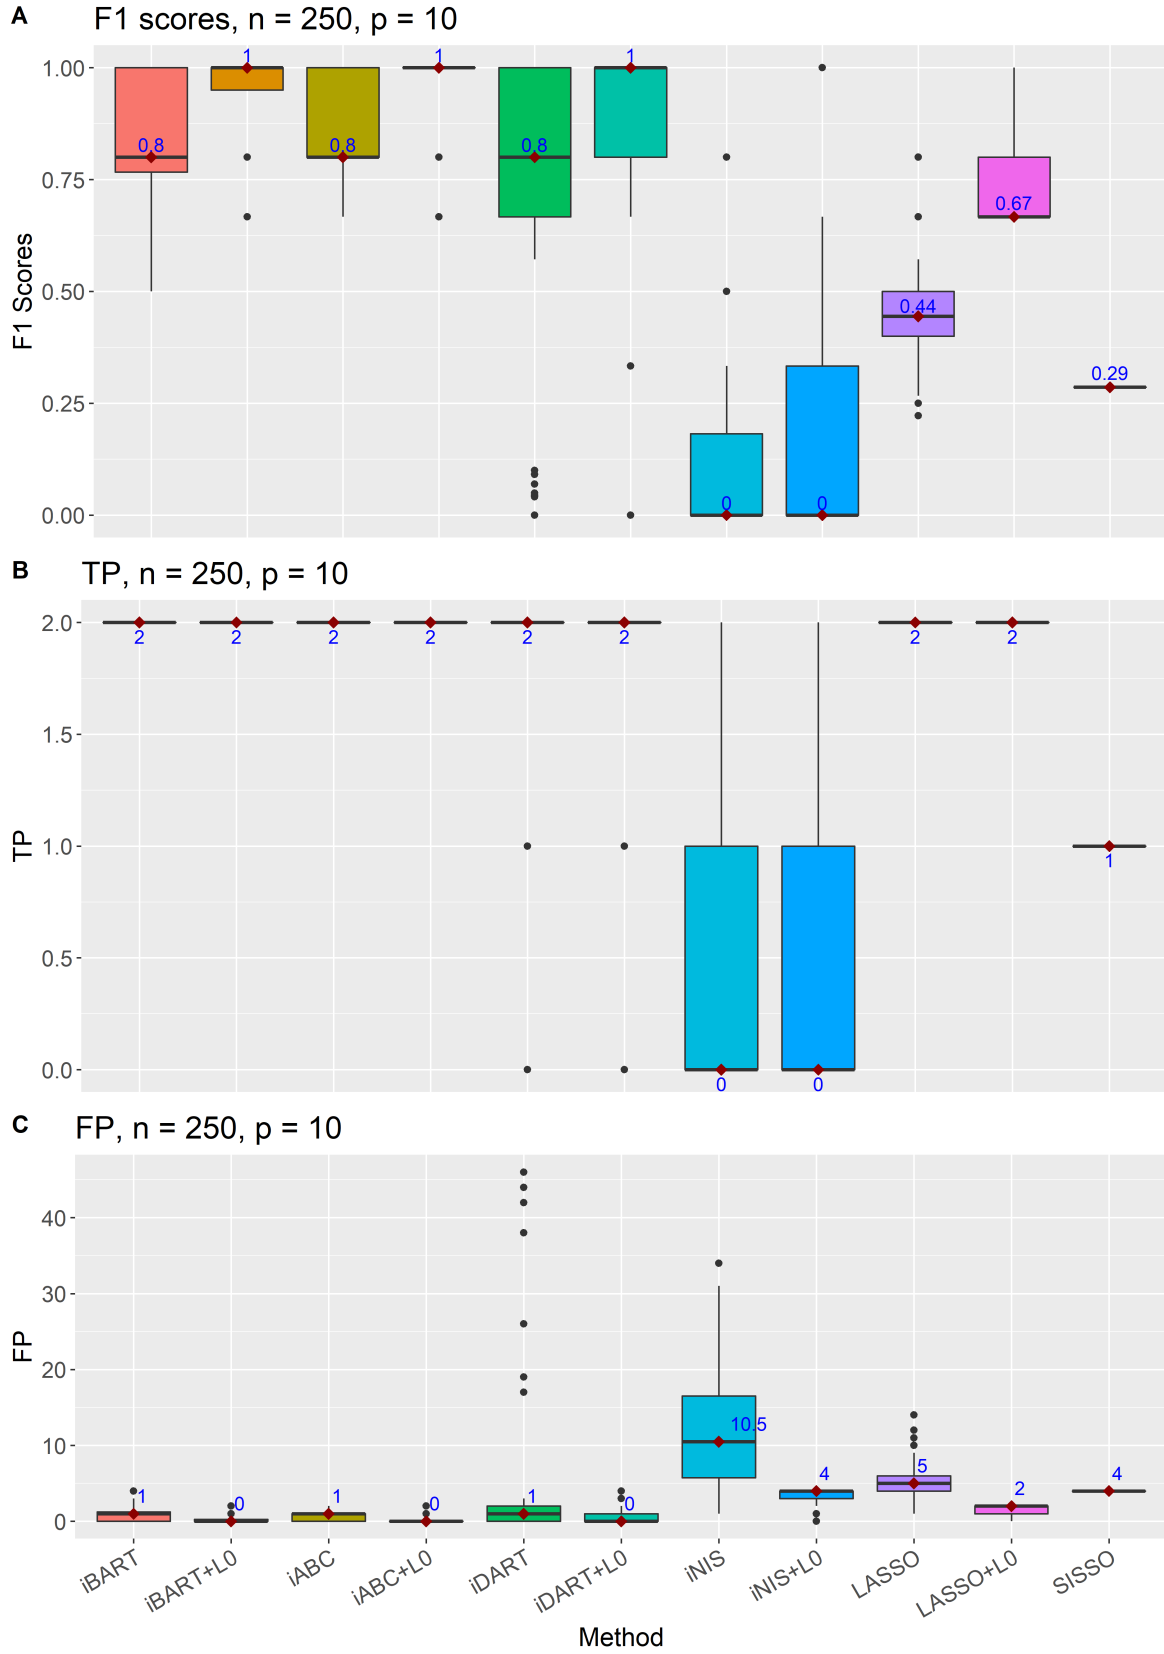 A
F1 scores, n = 250, p = 10
F1 Scores
1.00
0.75
0.50
0.25
0.00
0.8
1
0.8
1
0.8
1
0
0
0.44
0.67
0.29
B
TP, n = 250, p = 10
TP
2.0
1.5
1.0
0.5
0.0
2
2
2
2
2
2
0
0
2
2
1
C
FP, n = 250, p = 10
FP
40
30
20
10
0
1
0
1
0
1
0
10.5
4
5
2
4
iBART
iBART+L0
iABC
iABC+L0
iDART
iDART+L0
iNIS
iNIS+L0
LASSO
LASSO+L0
SISSO
Method